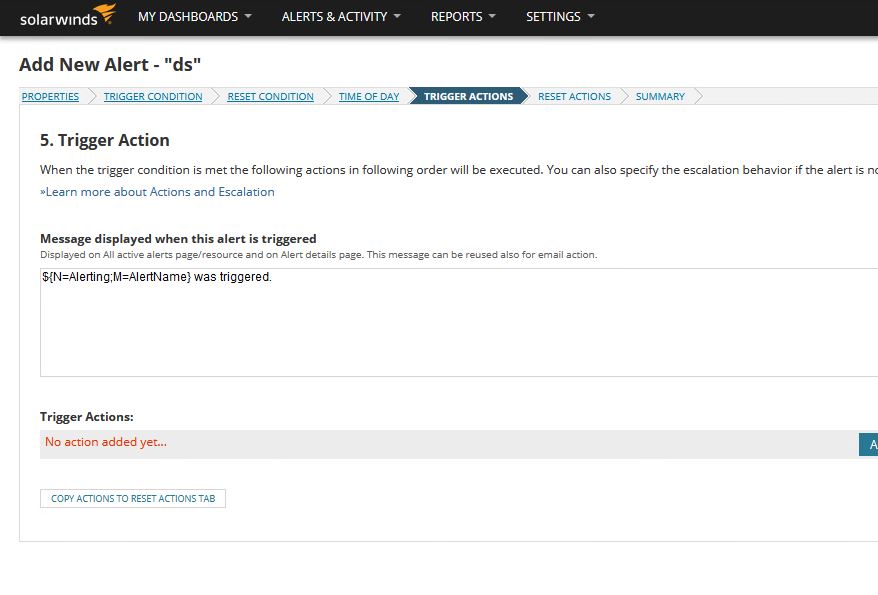 solarwinds MY DASHBOARDS ALERTS & ACTIVITY REPORTS SETTINGS
Add New Alert - "ds"
PROPERTIES TRIGGER CONDITION RESET CONDITION TIME OF DAY TRIGGER ACTIONS RESET ACTIONS SUMMARY
5. Trigger Action
When the trigger condition is met the following actions in following order will be executed. You can also specify the escalation behavior if the alert is
»Learn more about Actions and Escalation
Message displayed when this alert is triggered
Displayed on All active alerts page/resource and on Alert details page. This message can be reused also for email action.
${N=Alerting;M=AlertName} was triggered.
Trigger Actions:
No action added yet...
COPY ACTIONS TO RESET ACTIONS TAB